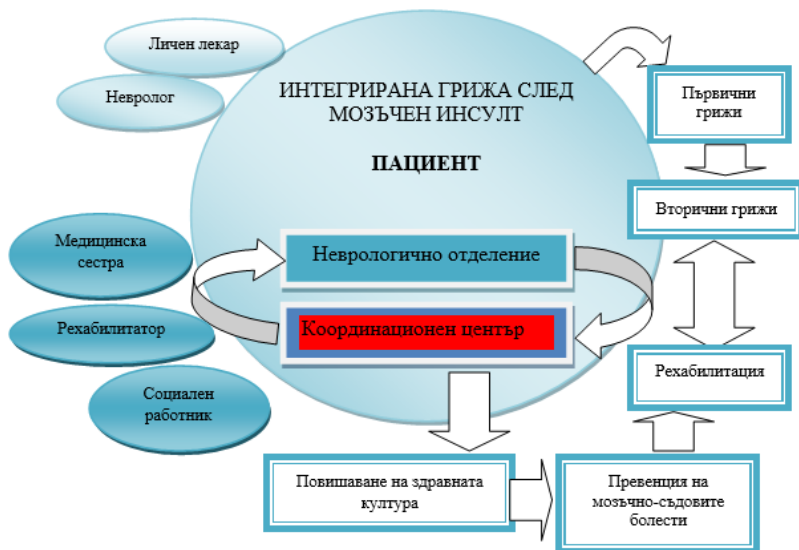 Личен лекар
Невролог
ИНТЕГРИРАНА ГРИЖА СЛЕД
МОЗЪЧЕН ИНСУЛТ
ПАЦИЕНТ
Първични
грижи
Вторични грижи
Медицинска
сестра
Неврологично отделение
Рехабилитатор
Координационен център
Социален
работник
Рехабилитация
Повишаване на здравната
култура
Превенция на
мозъчно-съдовите
болести